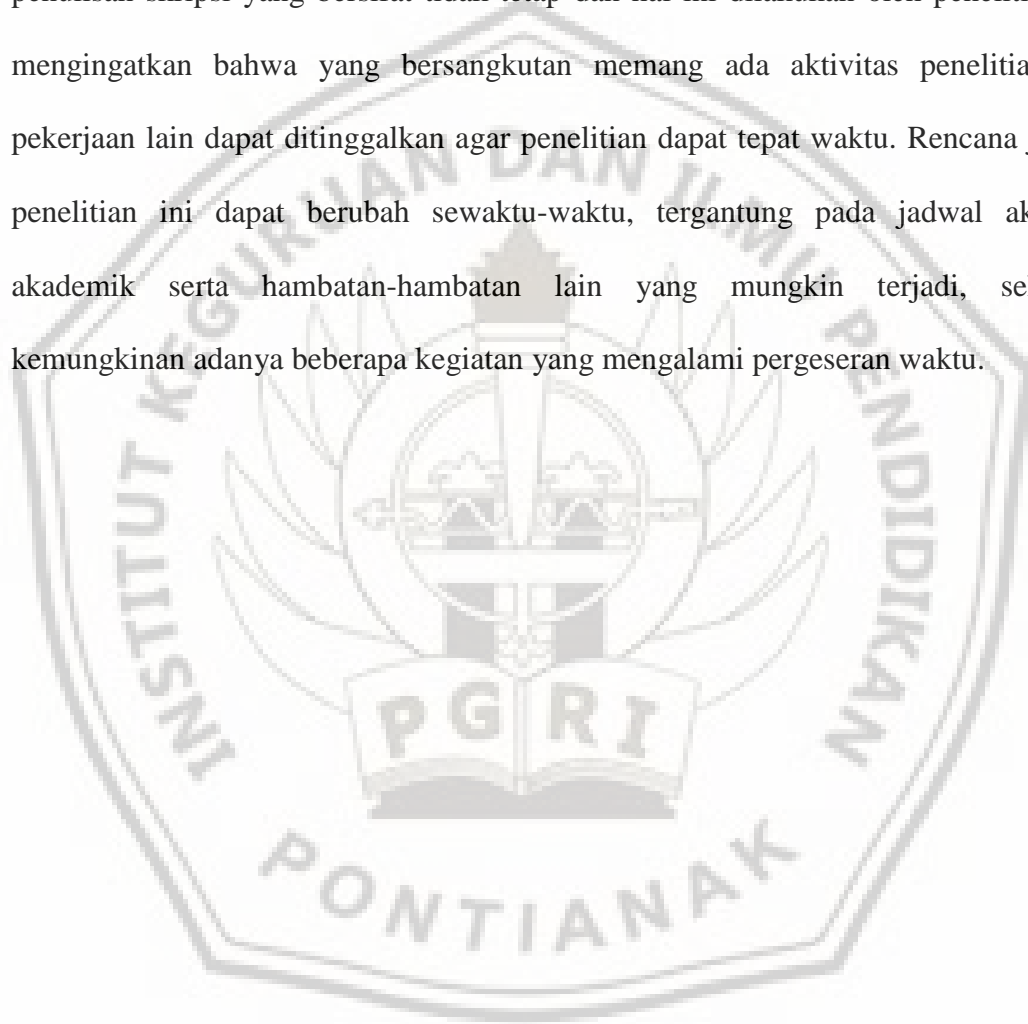 penulisan skripsi yang bersifat tidak tetap dan hal ini dilakukan oleh peneliti
mengingatkan bahwa yang bersangkutan memang ada aktivitas
pekerjaan lain dapat ditinggalkan agar penelitian dapat tepat waktu. Rencana
penelitian ini dapat berubah sewaktu-waktu, tergantung pada jadwal
akademik serta hambatan-hambatan lain yang mungkin terjadi,
kemungkinan adanya beberapa kegiatan yang mengalami pergeseran waktu.
INSTITUT KEGURUAN DAN ILMU PENDIDIKAN
PGRI
PONTIANAK